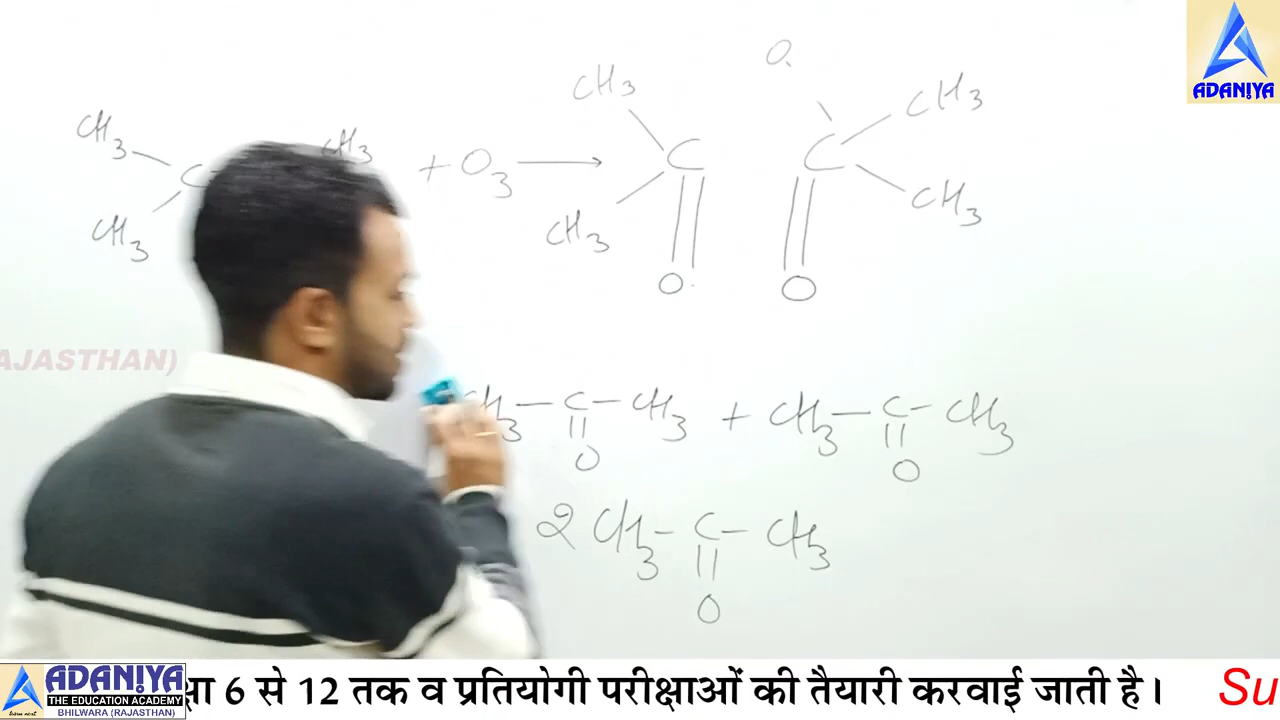 ADANIYA
O.
CH3 C CH3 + O3 → CH3 C C CH3
CH3 CH3 CH3
O. O
AJASTHAN)
CH3 — C — CH3 + CH3 — C — CH3
O O
2 CH3 — C — CH3
O
ADANIYA
THE EDUCATION ACADEMY
BHILWARA (RAJASTHAN)
क्षा 6 से 12 तक व प्रतियोगी परीक्षाओं की तैयारी करवाई जाती है।
Su